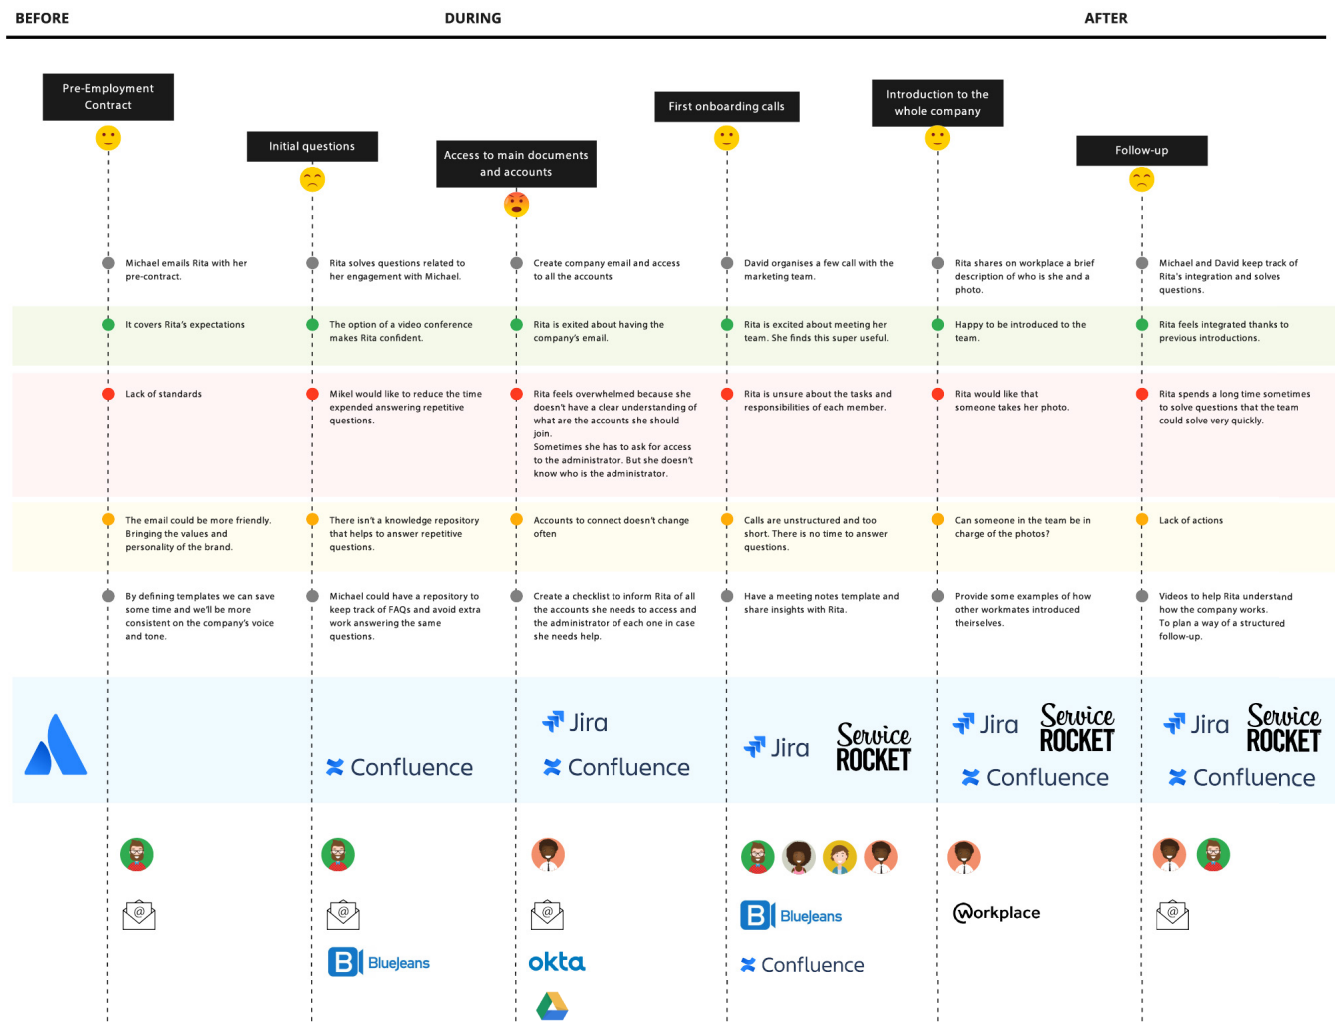 BEFORE
DURING
AFTER
Pre-Employment
Contract
Initial questions
Access to main documents
and accounts
First onboarding calls
Introduction to the
whole company
Follow-up
Michael emails Rita with her
pre-contract.
Rita solves questions related to
her engagement with Michael.
Create company email and access
to all the accounts
David organises a few call with the
marketing team.
Rita shares on workplace a brief
description of who is she and a
photo.
Michael and David keep track of
Rita's integration and solves
questions.
It covers Rita's expectations
The option of a video conference
makes Rita confident.
Rita is exited about having the
company's email.
Rita is excited about meeting her
team. She finds this super useful.
Happy to be introduced to the
team.
Rita feels integrated thanks to
previous introductions.
Lack of standards
Mikel would like to reduce the time
expended answering repetitive
questions.
Rita feels overwhelmed because she
doesn't have a clear understanding of
what are the accounts she should
join.
Sometimes she has to ask for access
to the administrator. But she doesn't
know who is the administrator.
Rita is unsure about the tasks and
responsibilities of each member.
Rita would like that
someone takes her photo.
Rita spends a long time sometimes
to solve questions that the team
could solve very quickly.
The email could be more friendly.
Bringing the values and
personality of the brand.
There isn't a knowledge repository
that helps to answer repetitive
questions.
Accounts to connect doesn't change
often
Calls are unstructured and too
short. There is no time to answer
questions.
Can someone in the team be in
charge of the photos?
Lack of actions
By defining templates we can save
some time and we'll be more
consistent on the company's voice
and tone.
Michael could have a repository to
keep track of FAQs and avoid extra
work answering the same
questions.
Create a checklist to inform Rita of all
the accounts she needs to access and
the administrator of each one in case
she needs help.
Have a meeting notes template and
share insights with Rita.
Provide some examples of how
other workmates introduced
theirselves.
Videos to help Rita understand
how the company works.
To plan a way of a structured
follow-up.
Confluence
Jira
Confluence
Jira
Service
ROCKET
Jira
Service
ROCKET
Confluence
Jira
Service
ROCKET
Confluence
@
@
B BlueJeans
@
okta
B BlueJeans
Confluence
Workplace
@